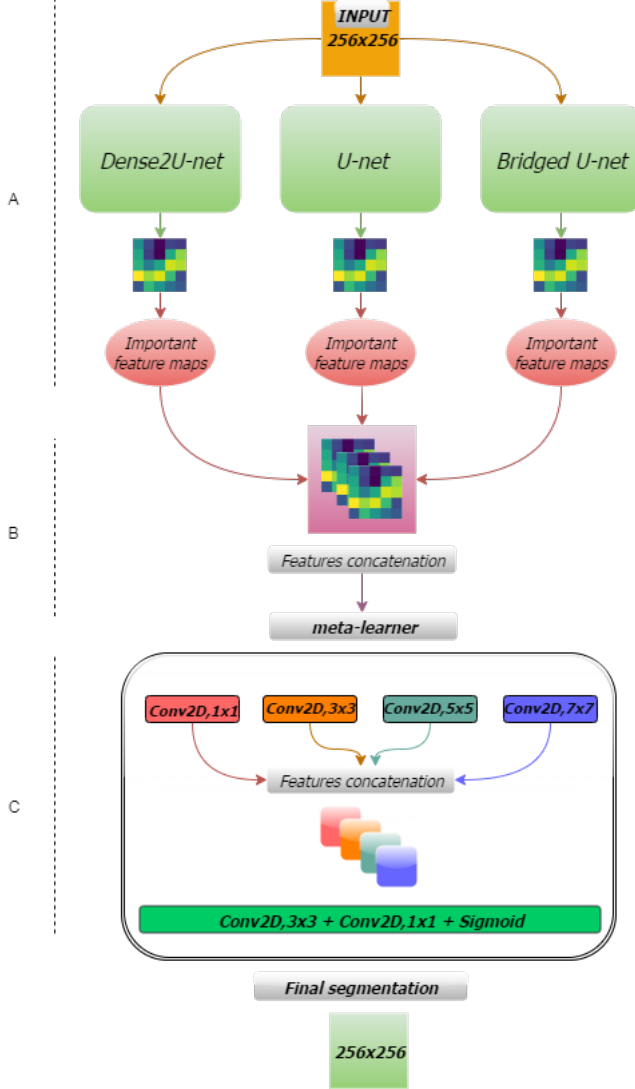 INPUT
256x256
Dense2U-net
U-net
Bridged U-net
A
Important
feature maps
Important
feature maps
Important
feature maps
B
Features concatenation
meta-learner
Conv2D,1x1
Conv2D,3x3
Conv2D,5x5
Conv2D,7x7
Features concatenation
C
Conv2D,3x3 + Conv2D,1x1 + Sigmoid
Final segmentation
256x256